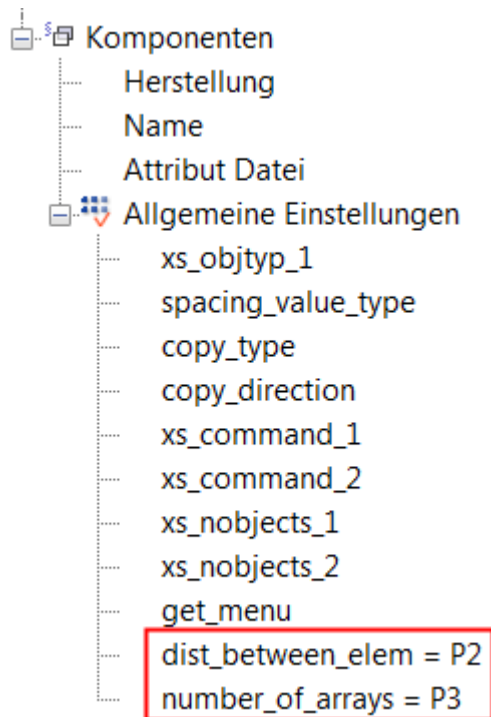 Komponenten
Herstellung
Name
Attribut Datei
Allgemeine Einstellungen
xs_objtyp_1
spacing_value_type
copy_type
copy_direction
xs_command_1
xs_command_2
xs_nobjects_1
xs_nobjects_2
get_menu
dist_between_elem = P2
number_of_arrays = P3